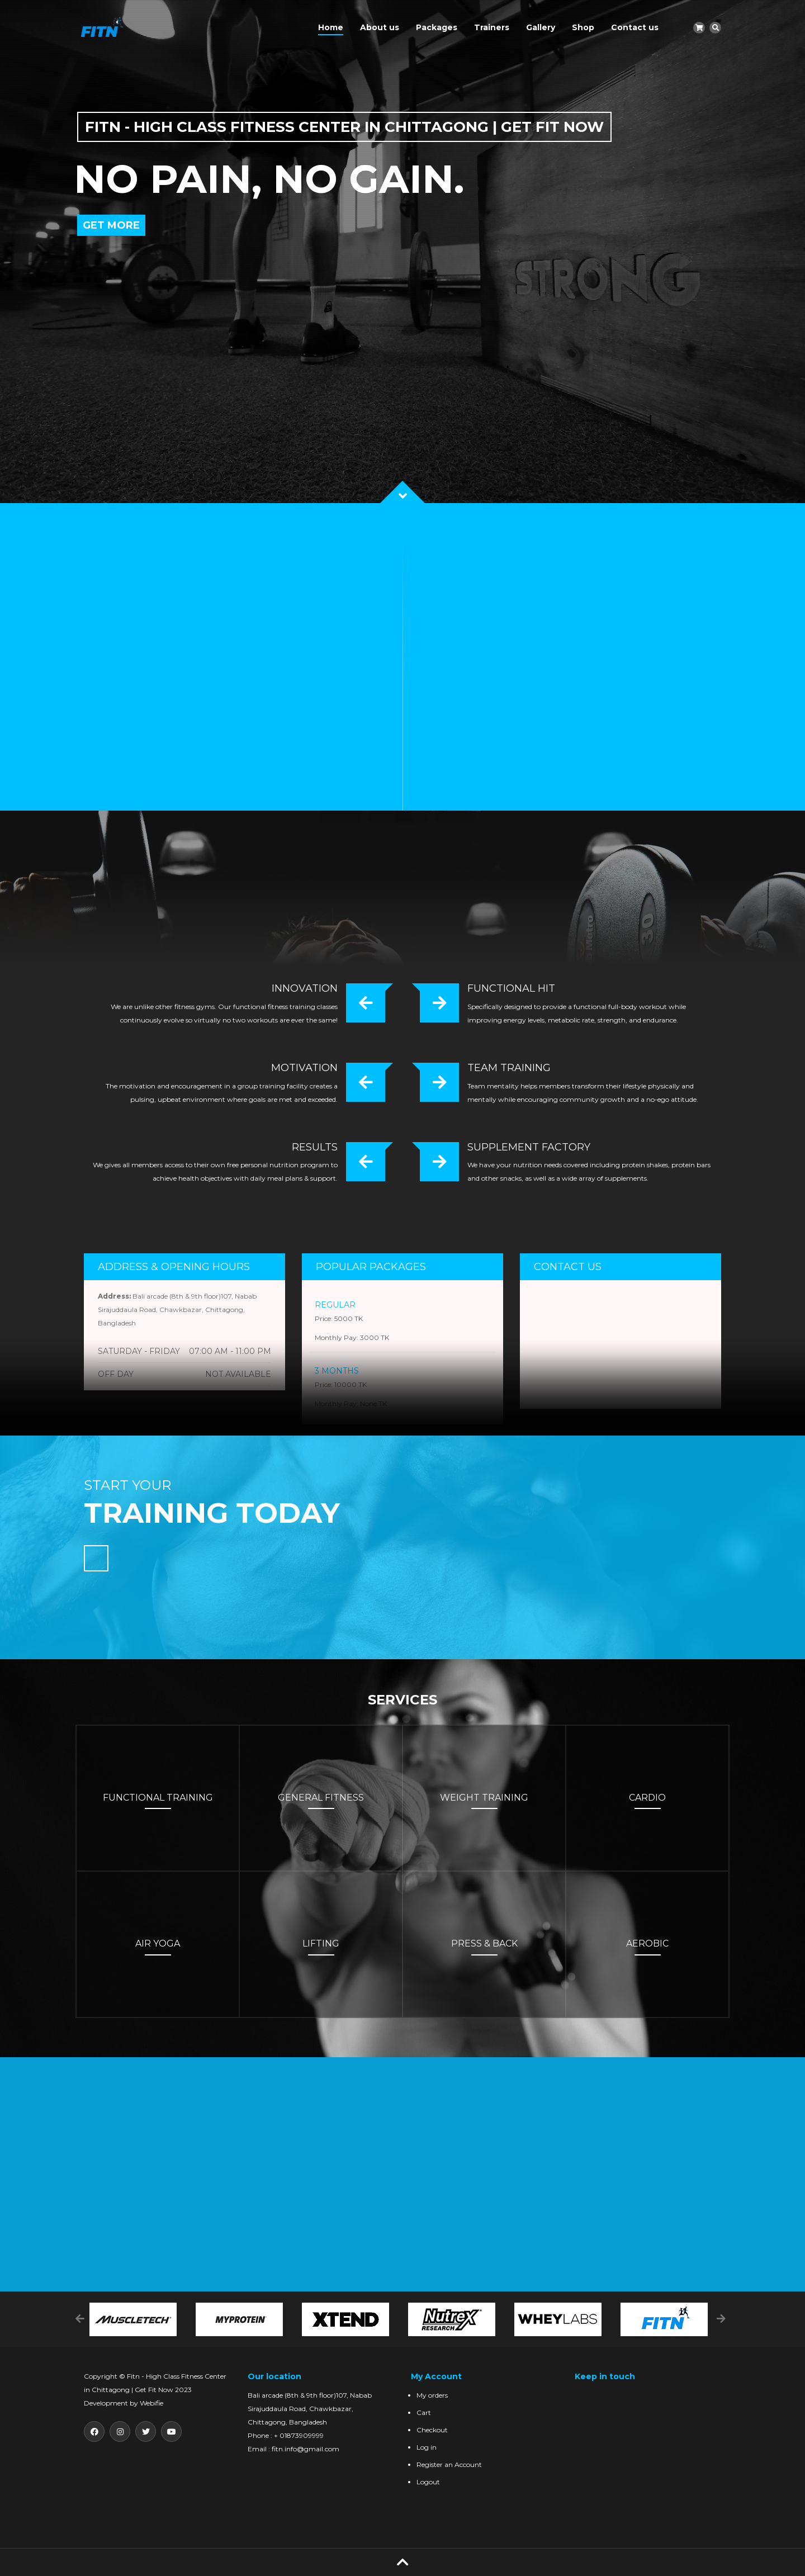 FITN
Home About us Packages Trainers Gallery Shop Contact us
FITN - HIGH CLASS FITNESS CENTER IN CHITTAGONG | GET FIT NOW
NO PAIN, NO GAIN.
GET MORE
STRONG
30
INNOVATION
We are unlike other fitness gyms. Our functional fitness training classes
continuously evolve so virtually no two workouts are ever the same!
FUNCTIONAL HIT
Specifically designed to provide a functional full-body workout while
improving energy levels, metabolic rate, strength, and endurance.
MOTIVATION
The motivation and encouragement in a group training facility creates a
pulsing, upbeat environment where goals are met and exceeded.
TEAM TRAINING
Team mentality helps members transform their lifestyle physically and
mentally while encouraging community growth and a no-ego attitude.
RESULTS
We gives all members access to their own free personal nutrition program to
achieve health objectives with daily meal plans & support.
SUPPLEMENT FACTORY
We have your nutrition needs covered including protein shakes, protein bars
and other snacks, as well as a wide array of supplements.
ADDRESS & OPENING HOURS
Address: Bali arcade (8th & 9th floor)107, Nabab
Sirajuddaula Road, Chawkbazar, Chittagong,
Bangladesh
SATURDAY - FRIDAY 07:00 AM - 11:00 PM
OFF DAY NOT AVAILABLE
POPULAR PACKAGES
REGULAR
Price: 5000 TK
Monthly Pay: 3000 TK
3 MONTHS
Price: 10000 TK
CONTACT US
START YOUR
TRAINING TODAY
SERVICES
FUNCTIONAL TRAINING
GENERAL FITNESS
WEIGHT TRAINING
CARDIO
AIR YOGA
LIFTING
PRESS & BACK
AEROBIC
MUSCLETECH
MYPROTEIN
XTEND
NUTREX
RESEARCH
WHEYLABS
FITN
Copyright © Fitn - High Class Fitness Center
in Chittagong | Get Fit Now 2023
Development by Webifie
Our location
Bali arcade (8th & 9th floor)107, Nabab
Sirajuddaula Road, Chawkbazar,
Chittagong, Bangladesh
Phone : + 01873909999
Email : fitn.info@gmail.com
My Account
My orders
Cart
Checkout
Log in
Register an Account
Logout
Keep in touch